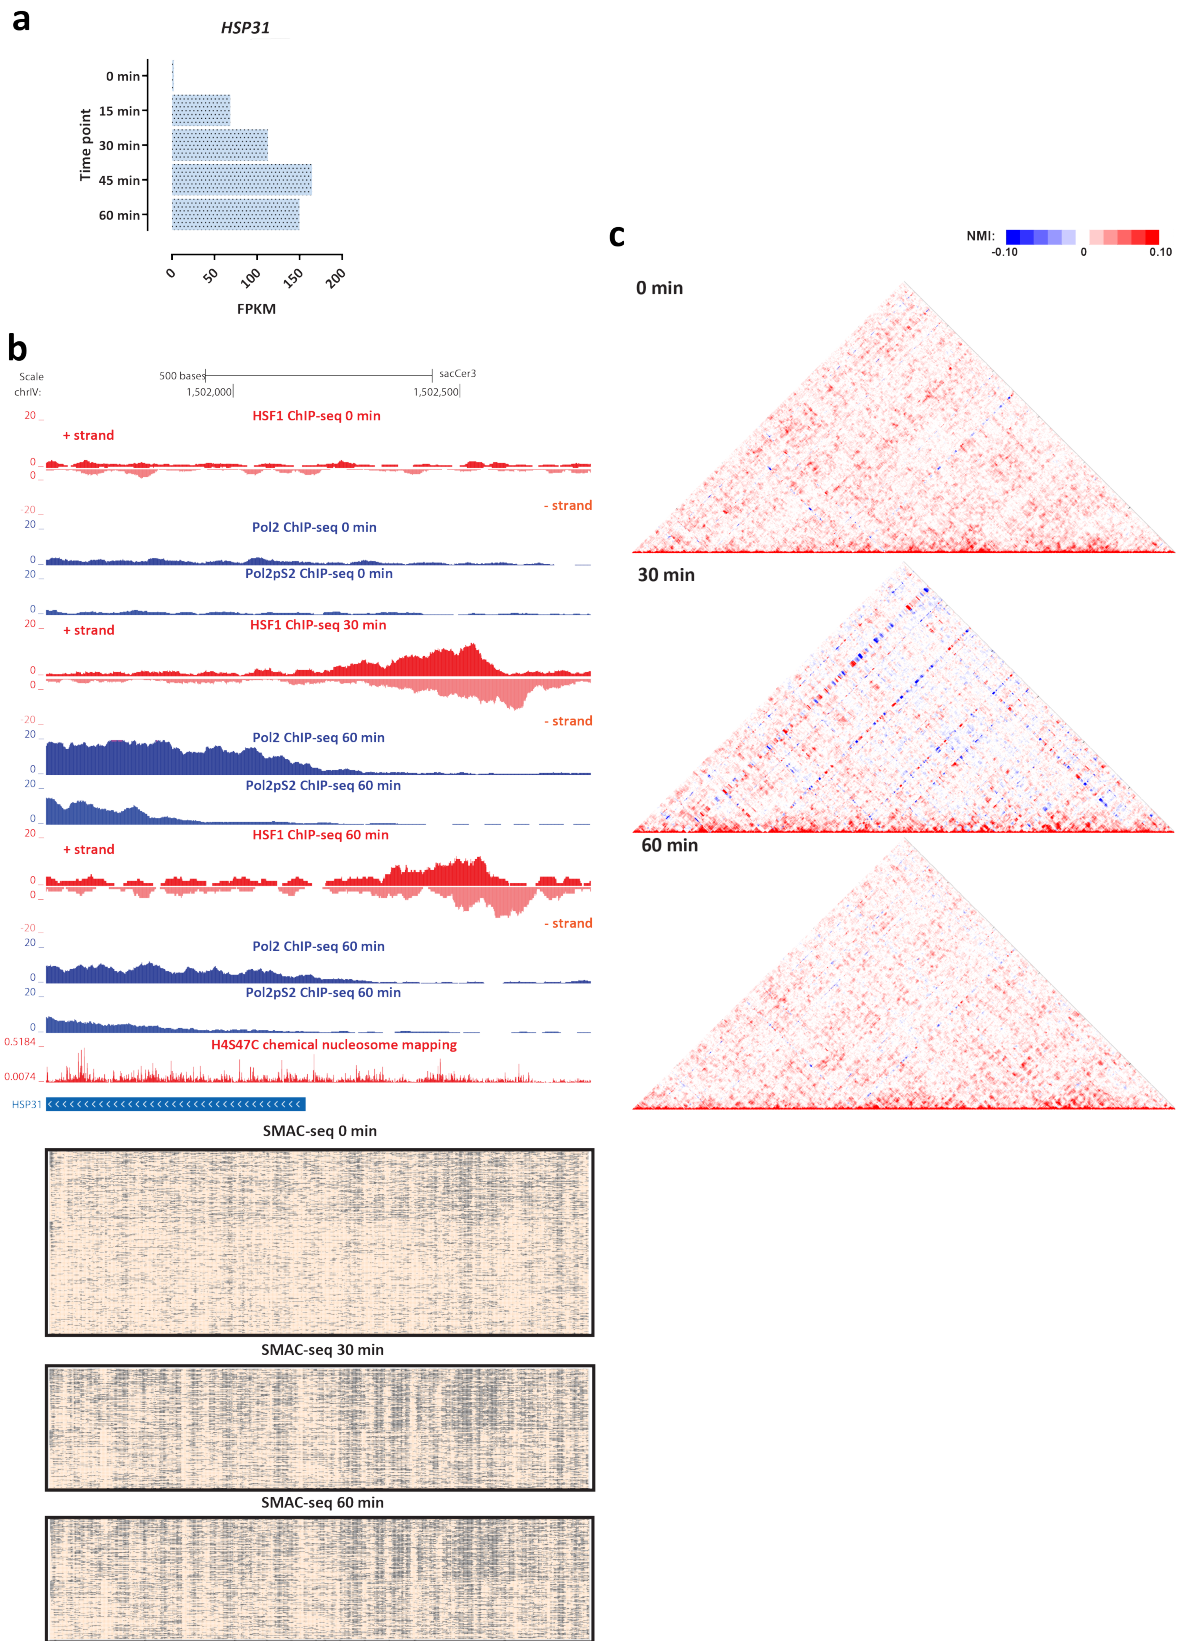 a
HSP31
0 min
15 min
30 min
45 min
60 min
Time point
0
50
100
150
200
FPKM
b
Scale
500 bases
sacCer3
chrIV:
1,502,000
1,502,500
20
HSF1 ChIP-seq 0 min
+ strand
0
0
-20
- strand
20
Pol2 ChIP-seq 0 min
0
20
Pol2pS2 ChIP-seq 0 min
0
20
HSF1 ChIP-seq 30 min
+ strand
0
0
-20
- strand
20
Pol2 ChIP-seq 60 min
0
20
Pol2pS2 ChIP-seq 60 min
0
20
HSF1 ChIP-seq 60 min
+ strand
0
0
-20
- strand
20
Pol2 ChIP-seq 60 min
0
20
Pol2pS2 ChIP-seq 60 min
0
0.5184
H4S47C chemical nucleosome mapping
0.0074
HSP31
SMAC-seq 0 min
SMAC-seq 30 min
SMAC-seq 60 min
c
NMI:
-0.10
0
0.10
0 min
30 min
60 min